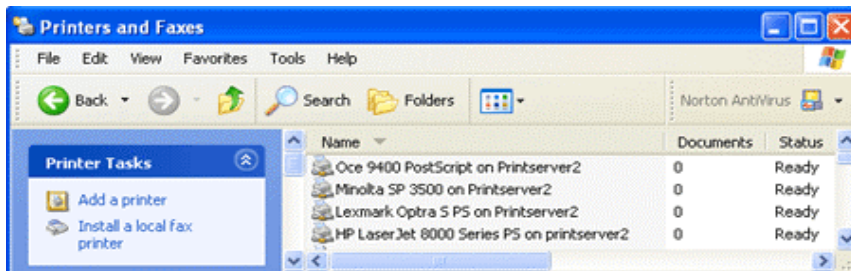 Printers and Faxes
File Edit View Favorites Tools Help
Back Search Folders Norton AntiVirus
Printer Tasks
Add a printer
Install a local fax
printer
Name Documents Status
Oce 9400 PostScript on Printserver2 0 Ready
Minolta SP 3500 on Printserver2 0 Ready
Lexmark Optra S PS on Printserver2 0 Ready
HP LaserJet 8000 Series PS on printserver2 0 Ready